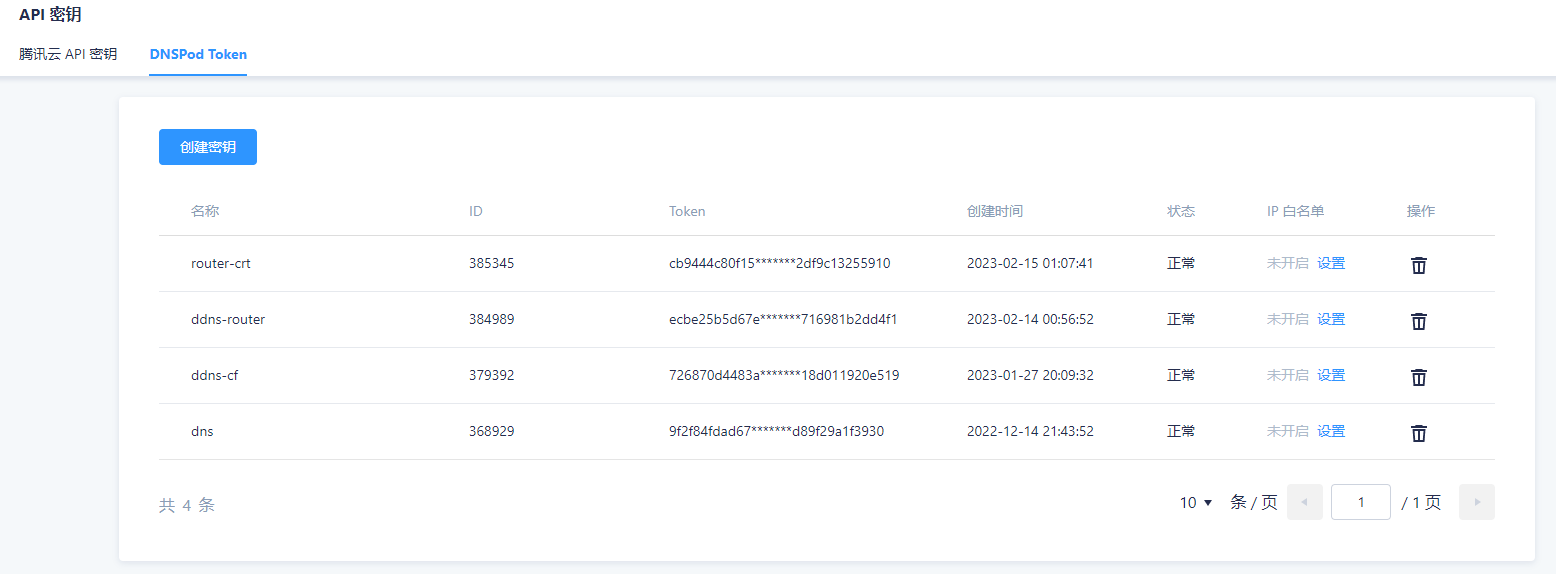 API 密钥
腾讯云 API 密钥 DNSPod Token
创建密钥
名称 ID Token 创建时间 状态 IP 白名单 操作
router-crt 385345 cb9444c80f15*******2df9c13255910 2023-02-15 01:07:41 正常 未开启 设置
ddns-router 384989 ecbe25b5d67e*******716981b2dd4f1 2023-02-14 00:56:52 正常 未开启 设置
ddns-cf 379392 726870d4483a*******18d011920e519 2023-01-27 20:09:32 正常 未开启 设置
dns 368929 9f2f84fdad67*******d89f29a1f3930 2022-12-14 21:43:52 正常 未开启 设置
共 4 条 10 条 / 页 1 / 1 页